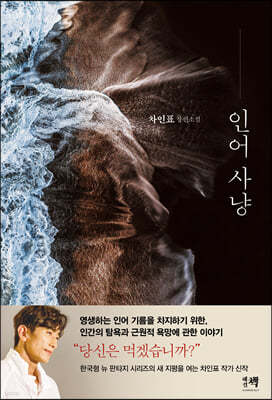 인어 사냥
차인표 장편소설
영생하는 인어 기름을 차지하기 위한,
인간의 탐욕과 근원적 욕망에 관한 이야기
“당신은 먹겠습니까?”
한국형 뉴 판타지 시리즈의 새 지평을 여는 차인표 작가 신작